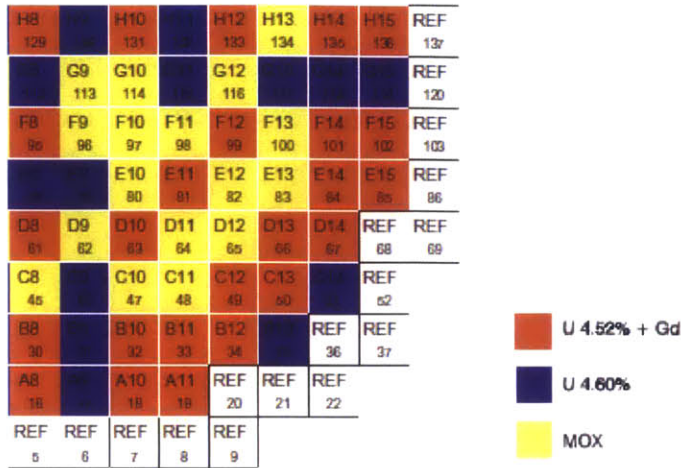 H8 H10 H12 H13 H14 H15 REF
129 131 133 134 135 136 137
G9 G10 G12 REF
113 114 116 120
F8 F9 F10 F11 F12 F13 F14 F15 REF
95 96 97 98 99 100 101 102 103
E10 E11 E12 E13 E14 E15 REF
80 81 82 83 84 85 86
D8 D9 D10 D11 D12 D13 D14 REF REF
61 62 63 64 65 66 67 68 69
C8 C10 C11 C12 C13 REF
45 47 48 49 50 52
B8 B10 B11 B12 REF REF
30 32 33 34 36 37
U 4.52% + Gd
A8 A10 A11 REF REF REF
16 18 19 20 21 22
U 4.60%
REF REF REF REF REF
5 6 7 8 9
MOX